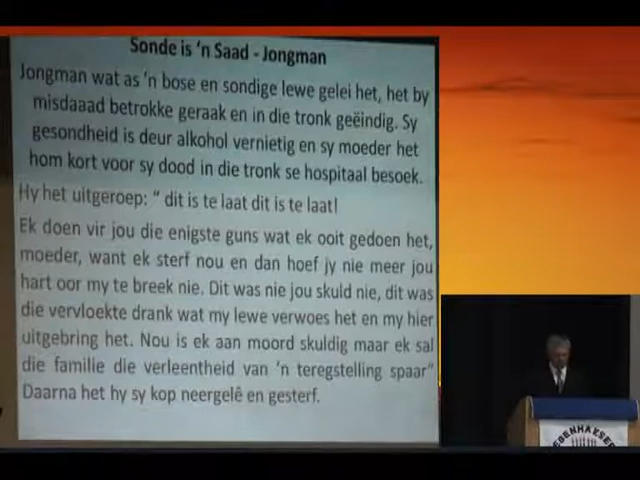 Sonde is 'n Saad - Jongman
Jongman wat as 'n bose en sondige lewe gelei het, het by
misdaaad betrokke geraak en in die tronk geëindig. Sy
gesondheid is deur alkohol vernietig en sy moeder het
hom kort voor sy dood in die tronk se hospitaal besoek.
Hy het uitgeroep: " dit is te laat dit is te laat!
Ek doen vir jou die enigste guns wat ek ooit gedoen het,
moeder, want ek sterf nou en dan hoef jy nie meer jou
hart oor my te breek nie. Dit was nie jou skuld nie, dit was
die vervloekte drank wat my lewe verwoes het en my hier
uitgebring het. Nou is ek aan moord skuldig maar ek sal
die familie die verleentheid van 'n teregstelling spaar"
Daarna het hy sy kop neergelê en gesterf.